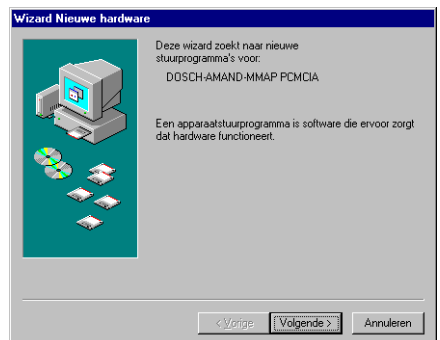 Wizard Nieuwe hardware
Deze wizard zoekt naar nieuwe
stuurprogramma's voor:
DOSCH-AMAND-MMAP PCMCIA
Een apparaatstuurprogramma is software die ervoor zorgt
dat hardware functioneert.
< Vorige
Volgende >
Annuleren